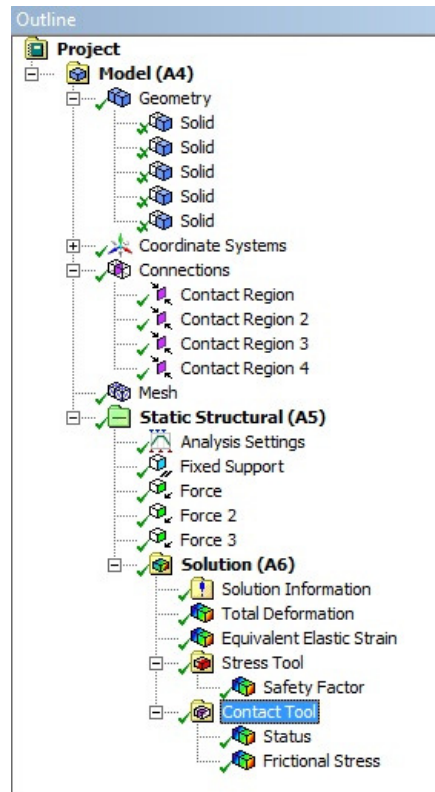 Outline
Project
Model (A4)
Geometry
Solid
Solid
Solid
Solid
Solid
Coordinate Systems
Connections
Contact Region
Contact Region 2
Contact Region 3
Contact Region 4
Mesh
Static Structural (A5)
Analysis Settings
Fixed Support
Force
Force 2
Force 3
Solution (A6)
Solution Information
Total Deformation
Equivalent Elastic Strain
Stress Tool
Safety Factor
Contact Tool
Status
Frictional Stress